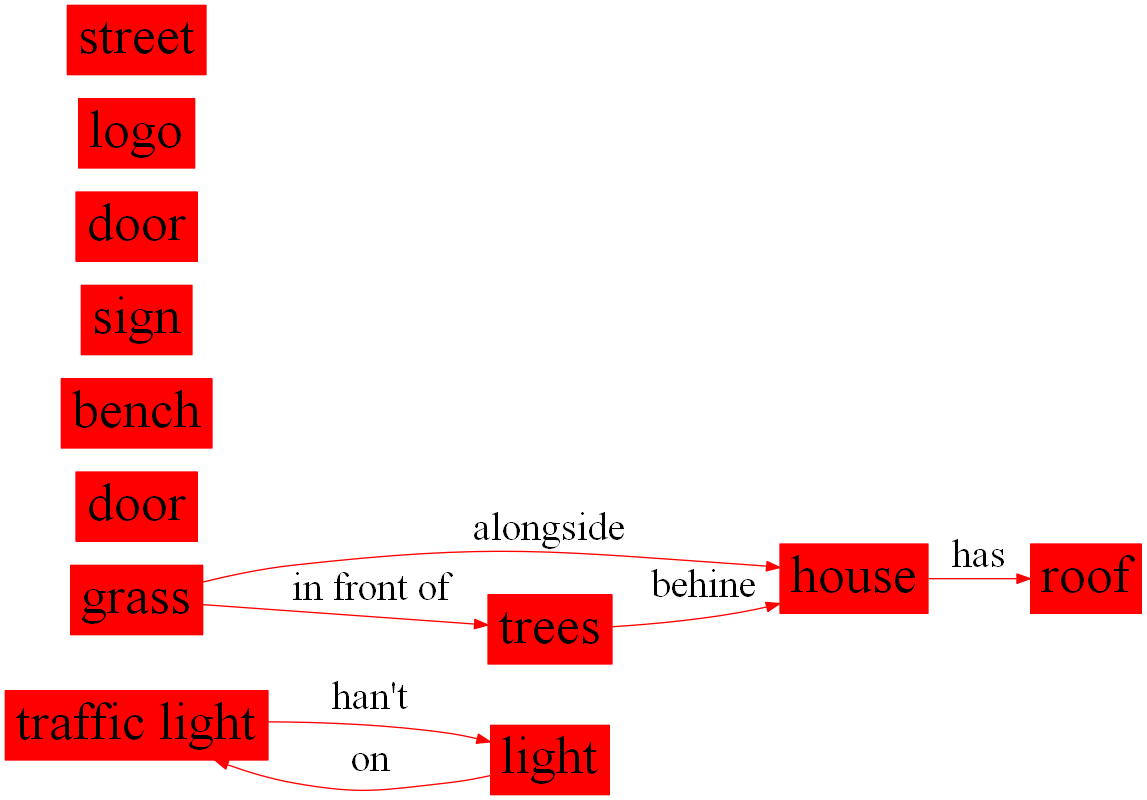 street
logo
door
sign
bench
door
alongside
grass
in front of
trees
behine
house
has
roof
traffic light
han't
on
light